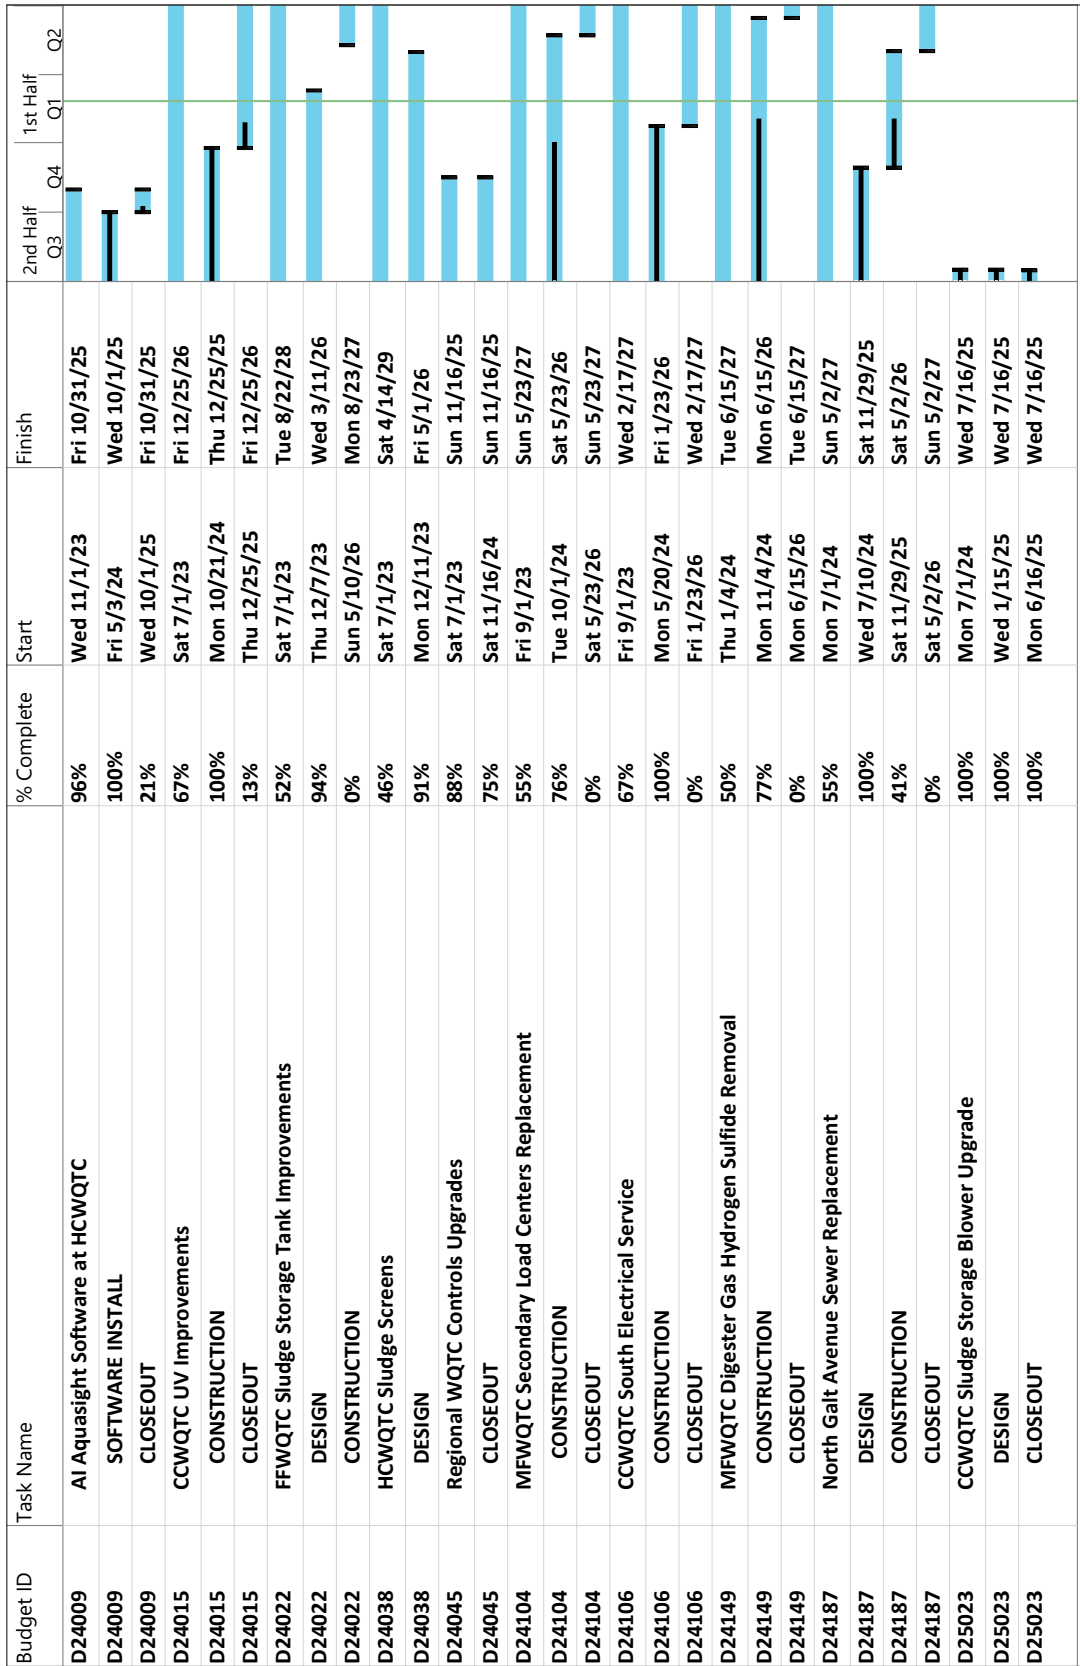 Budget ID Task Name % Complete Start Finish 2nd Half 1st Half
Q3 Q4 Q1 Q2
D24009 AI Aquasight Software at HCWQTC 96% Wed 11/1/23 Fri 10/31/25
D24009 SOFTWARE INSTALL 100% Fri 5/3/24 Wed 10/1/25
D24009 CLOSEOUT 21% Wed 10/1/25 Fri 10/31/25
D24015 CCWQTC UV Improvements 67% Sat 7/1/23 Fri 12/25/26
D24015 CONSTRUCTION 100% Mon 10/21/24 Thu 12/25/25
D24015 CLOSEOUT 13% Thu 12/25/25 Fri 12/25/26
D24022 FFWQTC Sludge Storage Tank Improvements 52% Sat 7/1/23 Tue 8/22/28
D24022 DESIGN 94% Thu 12/7/23 Wed 3/11/26
D24022 CONSTRUCTION 0% Sun 5/10/26 Mon 8/23/27
D24038 HCWQTC Sludge Screens 46% Sat 7/1/23 Sat 4/14/29
D24038 DESIGN 91% Mon 12/11/23 Fri 5/1/26
D24045 Regional WQTC Controls Upgrades 88% Sat 7/1/23 Sun 11/16/25
D24045 CLOSEOUT 75% Sat 11/16/24 Sun 11/16/25
D24104 MFWQTC Secondary Load Centers Replacement 55% Fri 9/1/23 Sun 5/23/27
D24104 CONSTRUCTION 76% Tue 10/1/24 Sat 5/23/26
D24104 CLOSEOUT 0% Sat 5/23/26 Sun 5/23/27
D24106 CCWQTC South Electrical Service 67% Fri 9/1/23 Wed 2/17/27
D24106 CONSTRUCTION 100% Mon 5/20/24 Fri 1/23/26
D24106 CLOSEOUT 0% Fri 1/23/26 Wed 2/17/27
D24149 MFWQTC Digester Gas Hydrogen Sulfide Removal 50% Thu 1/4/24 Tue 6/15/27
D24149 CONSTRUCTION 77% Mon 11/4/24 Mon 6/15/26
D24149 CLOSEOUT 0% Mon 6/15/26 Tue 6/15/27
D24187 North Galt Avenue Sewer Replacement 55% Mon 7/1/24 Sun 5/2/27
D24187 DESIGN 100% Wed 7/10/24 Sat 11/29/25
D24187 CONSTRUCTION 41% Sat 11/29/25 Sat 5/2/26
D24187 CLOSEOUT 0% Sat 5/2/26 Sun 5/2/27
D25023 CCWQTC Sludge Storage Blower Upgrade 100% Mon 7/1/24 Wed 7/16/25
D25023 DESIGN 100% Wed 1/15/25 Wed 7/16/25
D25023 CLOSEOUT 100% Mon 6/16/25 Wed 7/16/25